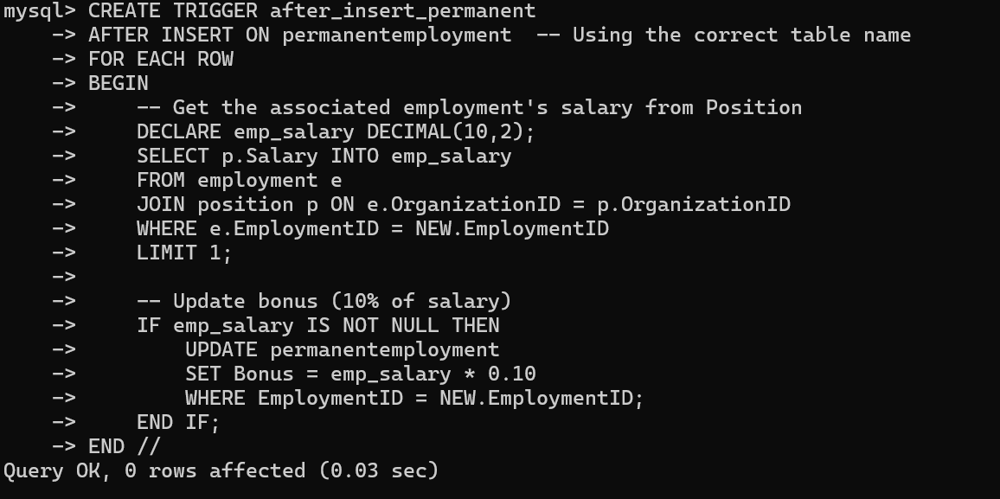 mysql> CREATE TRIGGER after_insert_permanent
    -> AFTER INSERT ON permanentemployment  -- Using the correct table name
    -> FOR EACH ROW
    -> BEGIN
    ->     -- Get the associated employment's salary from Position
    ->     DECLARE emp_salary DECIMAL(10,2);
    ->     SELECT p.Salary INTO emp_salary
    ->     FROM employment e
    ->     JOIN position p ON e.OrganizationID = p.OrganizationID
    ->     WHERE e.EmploymentID = NEW.EmploymentID
    ->     LIMIT 1;
    ->
    ->     -- Update bonus (10% of salary)
    ->     IF emp_salary IS NOT NULL THEN
    ->         UPDATE permanentemployment
    ->         SET Bonus = emp_salary * 0.10
    ->         WHERE EmploymentID = NEW.EmploymentID;
    ->     END IF;
    -> END //
Query OK, 0 rows affected (0.03 sec)